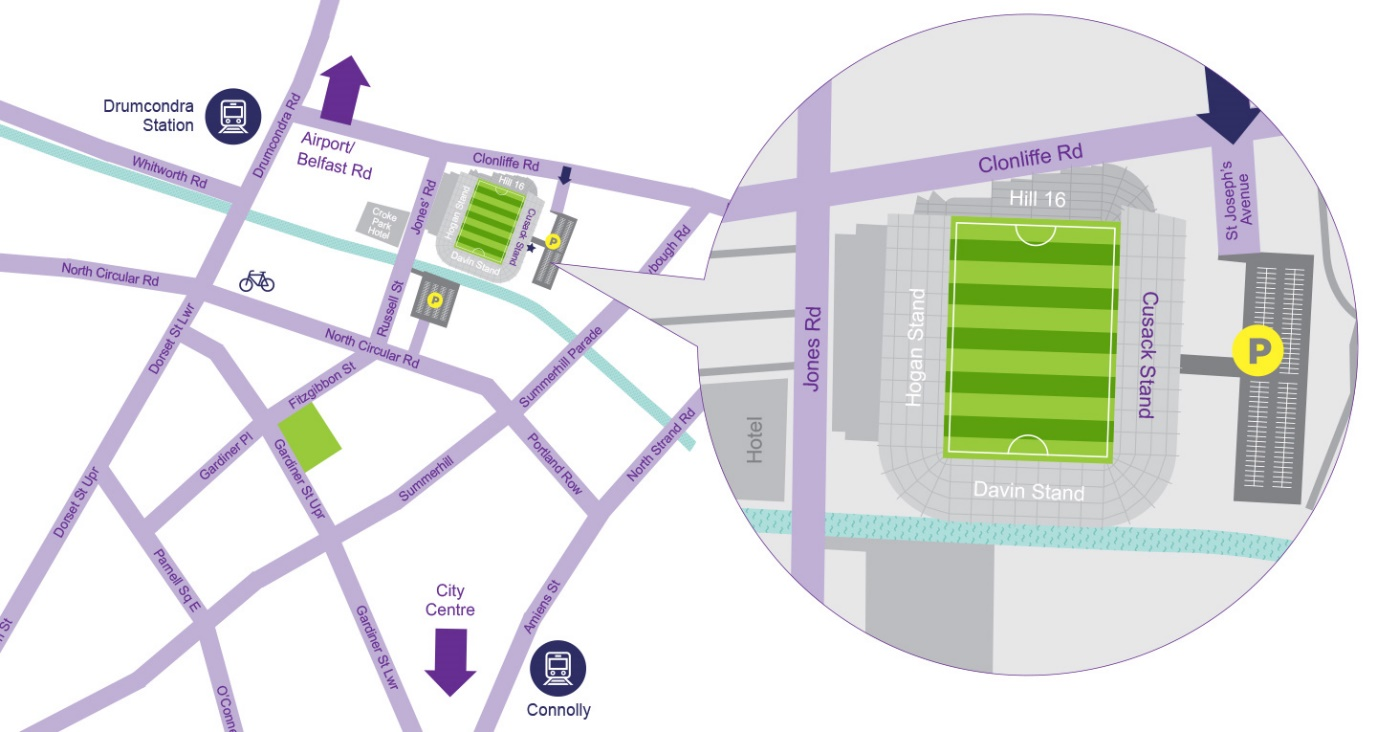 Drumcondra
Station
Drumcondra Rd
Airport/
Belfast Rd
Whitworth Rd
Clonliffe Rd
Jones' Rd
Hill 16
Hogan Stand
Cusack Stand
Davin Stand
Croke
Park
Hotel
P
P
North Circular Rd
Russell St
North Circular Rd
Dorset St Lwr
Fitzgibbon St
Summerhill Parade
Gardiner Pl
Gardiner St Upr
Summerhill
Portland Row
North Strand Rd
Dorset St Upr
Parnell Sq E
Gardiner St Lwr
City
Centre
Amiens St
Connolly
Clonliffe Rd
St Joseph's
Avenue
Hill 16
Jones Rd
Hogan Stand
Cusack Stand
P
Hotel
Davin Stand